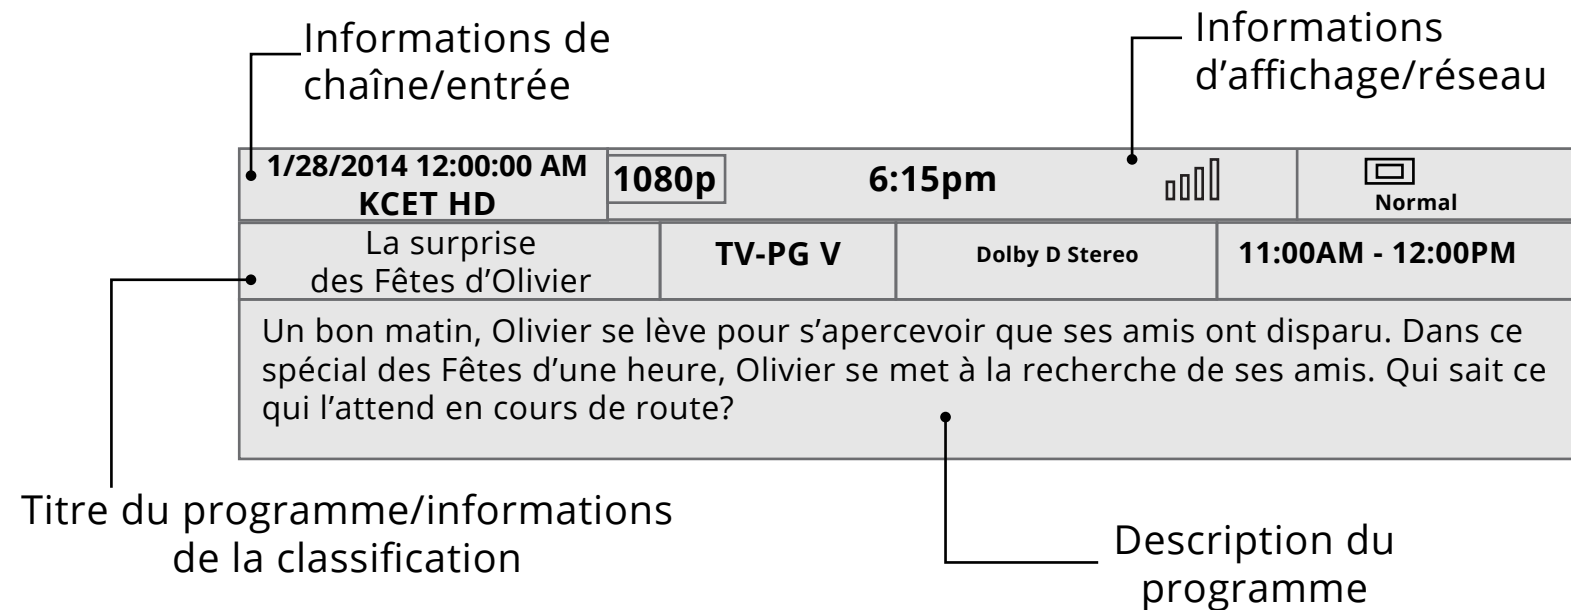 Informations de
chaîne/entrée
Informations
d’affichage/réseau
1/28/2014 12:00:00 AM
KCET HD
1080p
6:15pm
Normal
La surprise
des Fêtes d’Olivier
TV-PG V
Dolby D Stereo
11:00AM - 12:00PM
Un bon matin, Olivier se lève pour s’apercevoir que ses amis ont disparu. Dans ce
spécial des Fêtes d’une heure, Olivier se met à la recherche de ses amis. Qui sait ce
qui l’attend en cours de route?
Titre du programme/informations
de la classification
Description du
programme